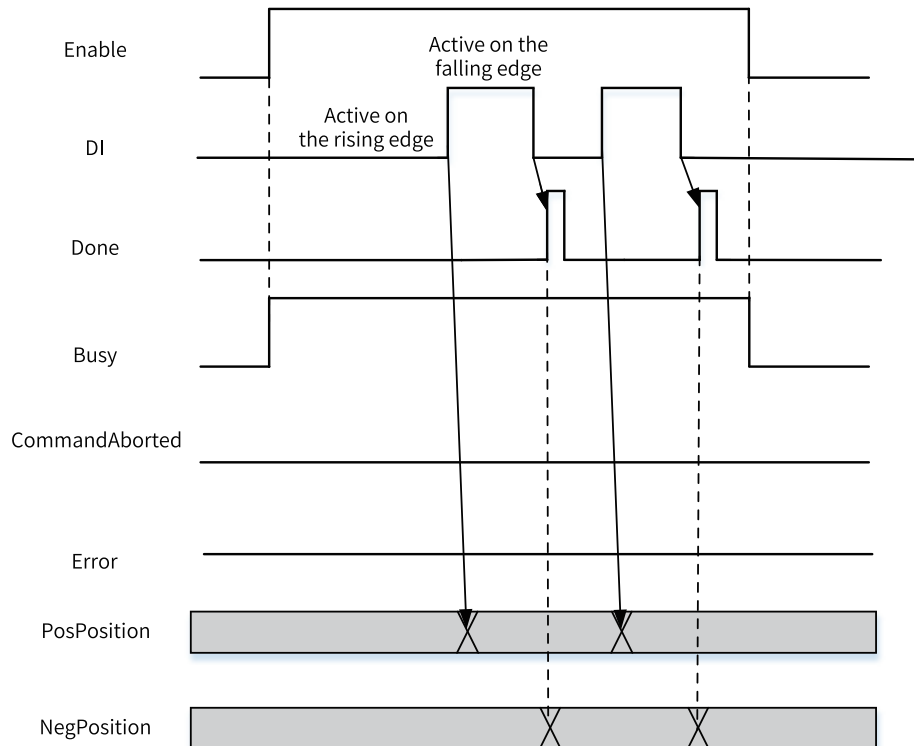 Enable
Active on the
falling edge
Active on
the rising edge
DI
Done
Busy
CommandAborted
Error
PosPosition
NegPosition